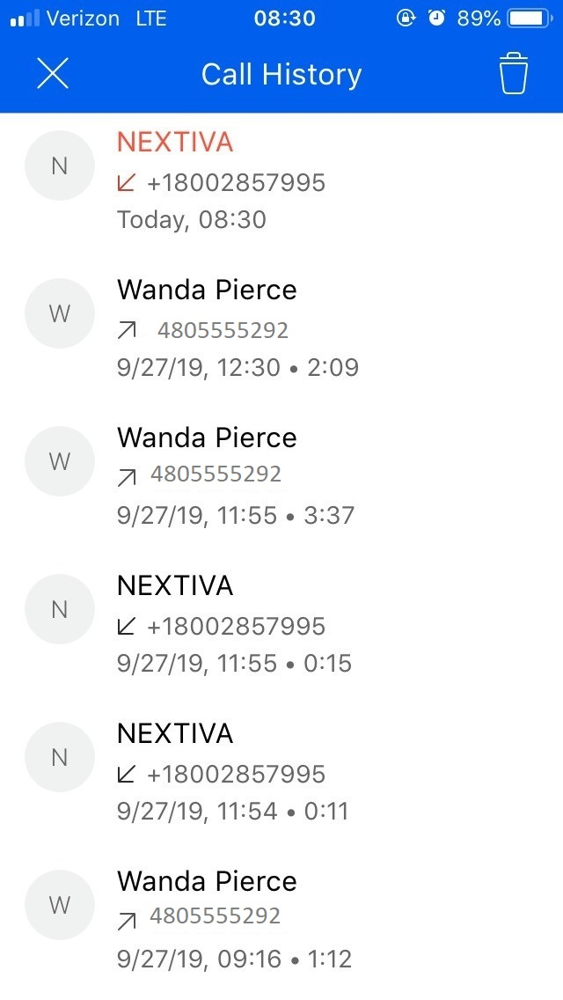 Verizon LTE 08:30 89%
Call History
N
NEXTIVA
+18002857995
Today, 08:30
W
Wanda Pierce
4805555292
9/27/19, 12:30 • 2:09
W
Wanda Pierce
4805555292
9/27/19, 11:55 • 3:37
N
NEXTIVA
+18002857995
9/27/19, 11:55 • 0:15
N
NEXTIVA
+18002857995
9/27/19, 11:54 • 0:11
W
Wanda Pierce
4805555292
9/27/19, 09:16 • 1:12